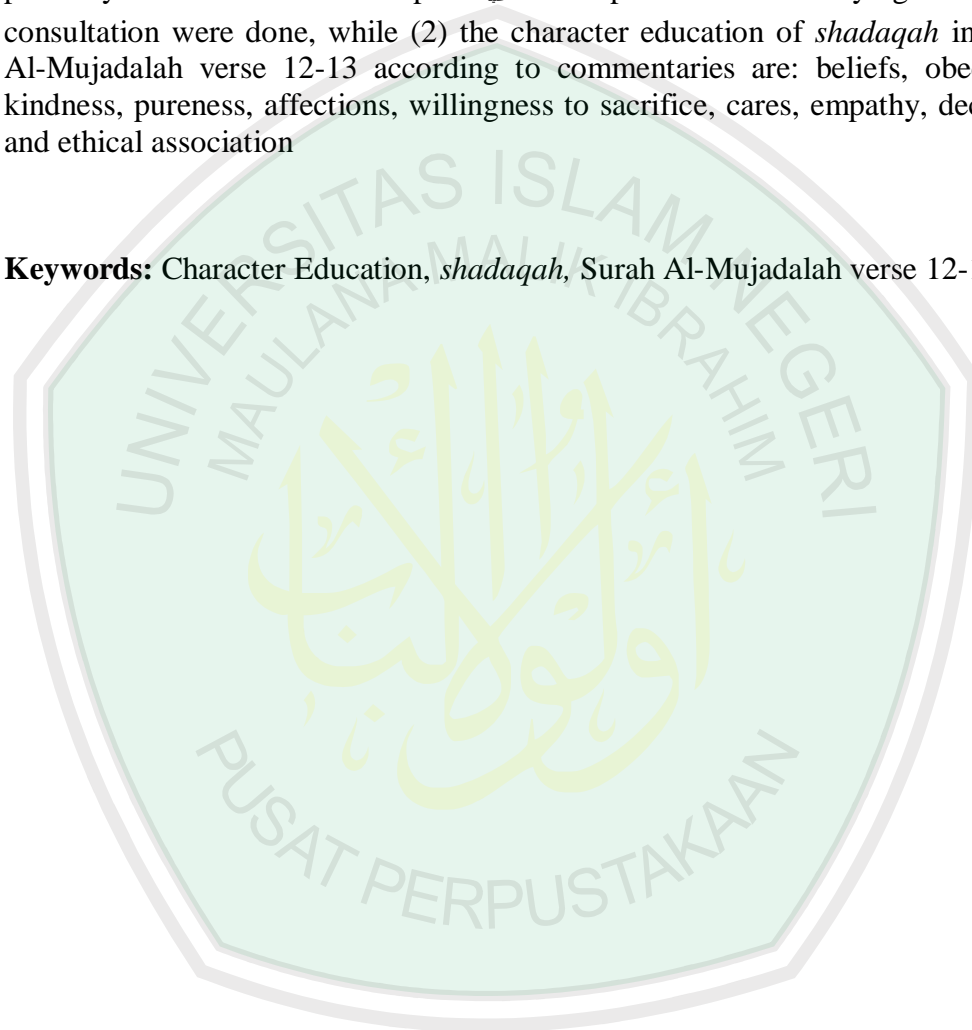 consultation were done, while (2) the character education of shadaqah in
Al-Mujadalah verse 12-13 according to commentaries are: beliefs, obe
kindness, pureness, affections, willingness to sacrifice, cares, empathy, de
and ethical association
Keywords: Character Education, shadaqah, Surah Al-Mujadalah verse 12-
UNIVERSITAS ISLAM NEGERI
MAULANA MALIK IBRAHIM
PUSAT PERPUSTAKAAN